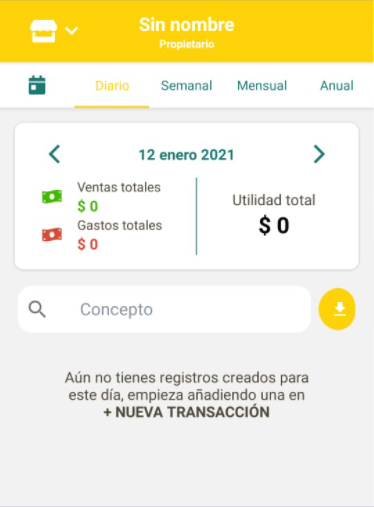 Sin nombre
Propietario
Diario Semanal Mensual Anual
12 enero 2021
Ventas totales
$ 0
Gastos totales
$ 0
Utilidad total
$ 0
Concepto
Aún no tienes registros creados para
este día, empieza añadiendo una en
+ NUEVA TRANSACCIÓN